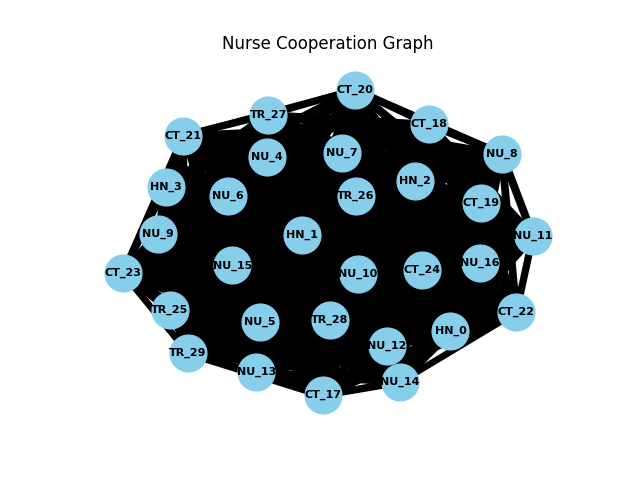 Nurse Cooperation Graph
CT_20
TR_27
CT_18
CT_21
NU_4
NU_7
NU_8
HN_3
NU_6
TR_26
HN_2
CT_19
NU_9
HN_1
NU_11
CT_23
NU_15
NU_10
CT_24
NU_16
TR_25
NU_5
TR_28
HN_0
CT_22
TR_29
NU_12
NU_13
CT_17
NU_14